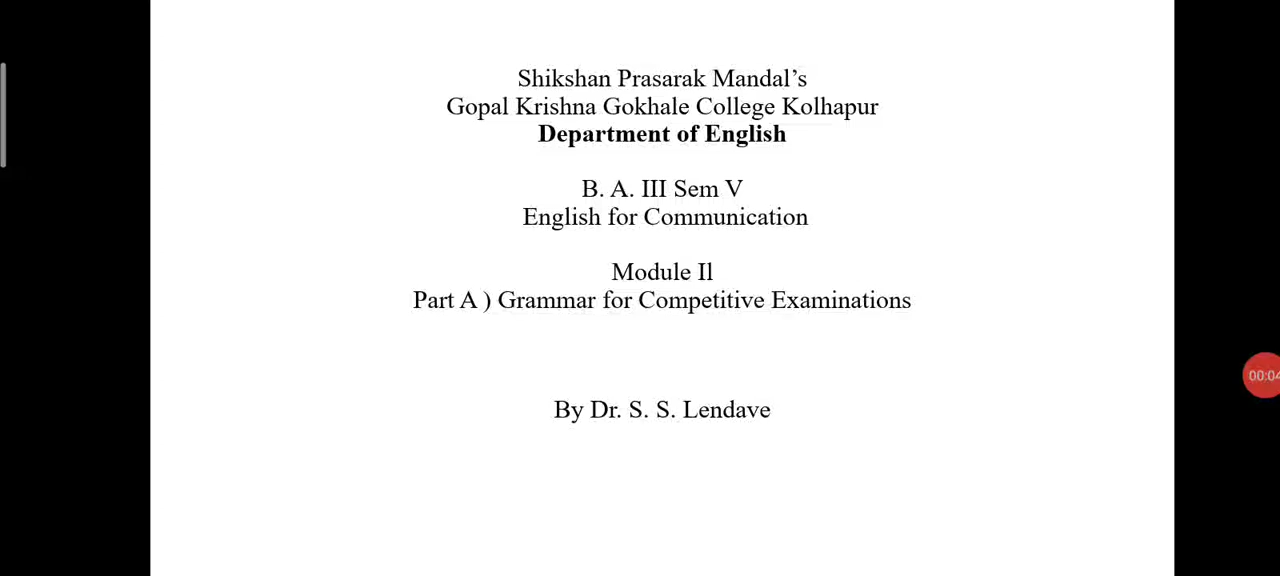 Shikshan Prasarak Mandal’s
Gopal Krishna Gokhale College Kolhapur
Department of English
B. A. III Sem V
English for Communication
Module Il
Part A ) Grammar for Competitive Examinations
By Dr. S. S. Lendave
00:04